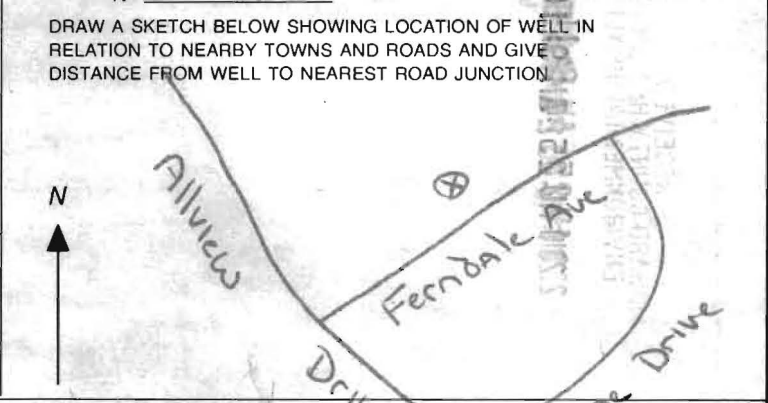 DRAW A SKETCH BELOW SHOWING LOCATION OF WELL IN
RELATION TO NEARBY TOWNS AND ROADS AND GIVE
DISTANCE FROM WELL TO NEAREST ROAD JUNCTION
N
Allview
Ferndale Ave
Drive